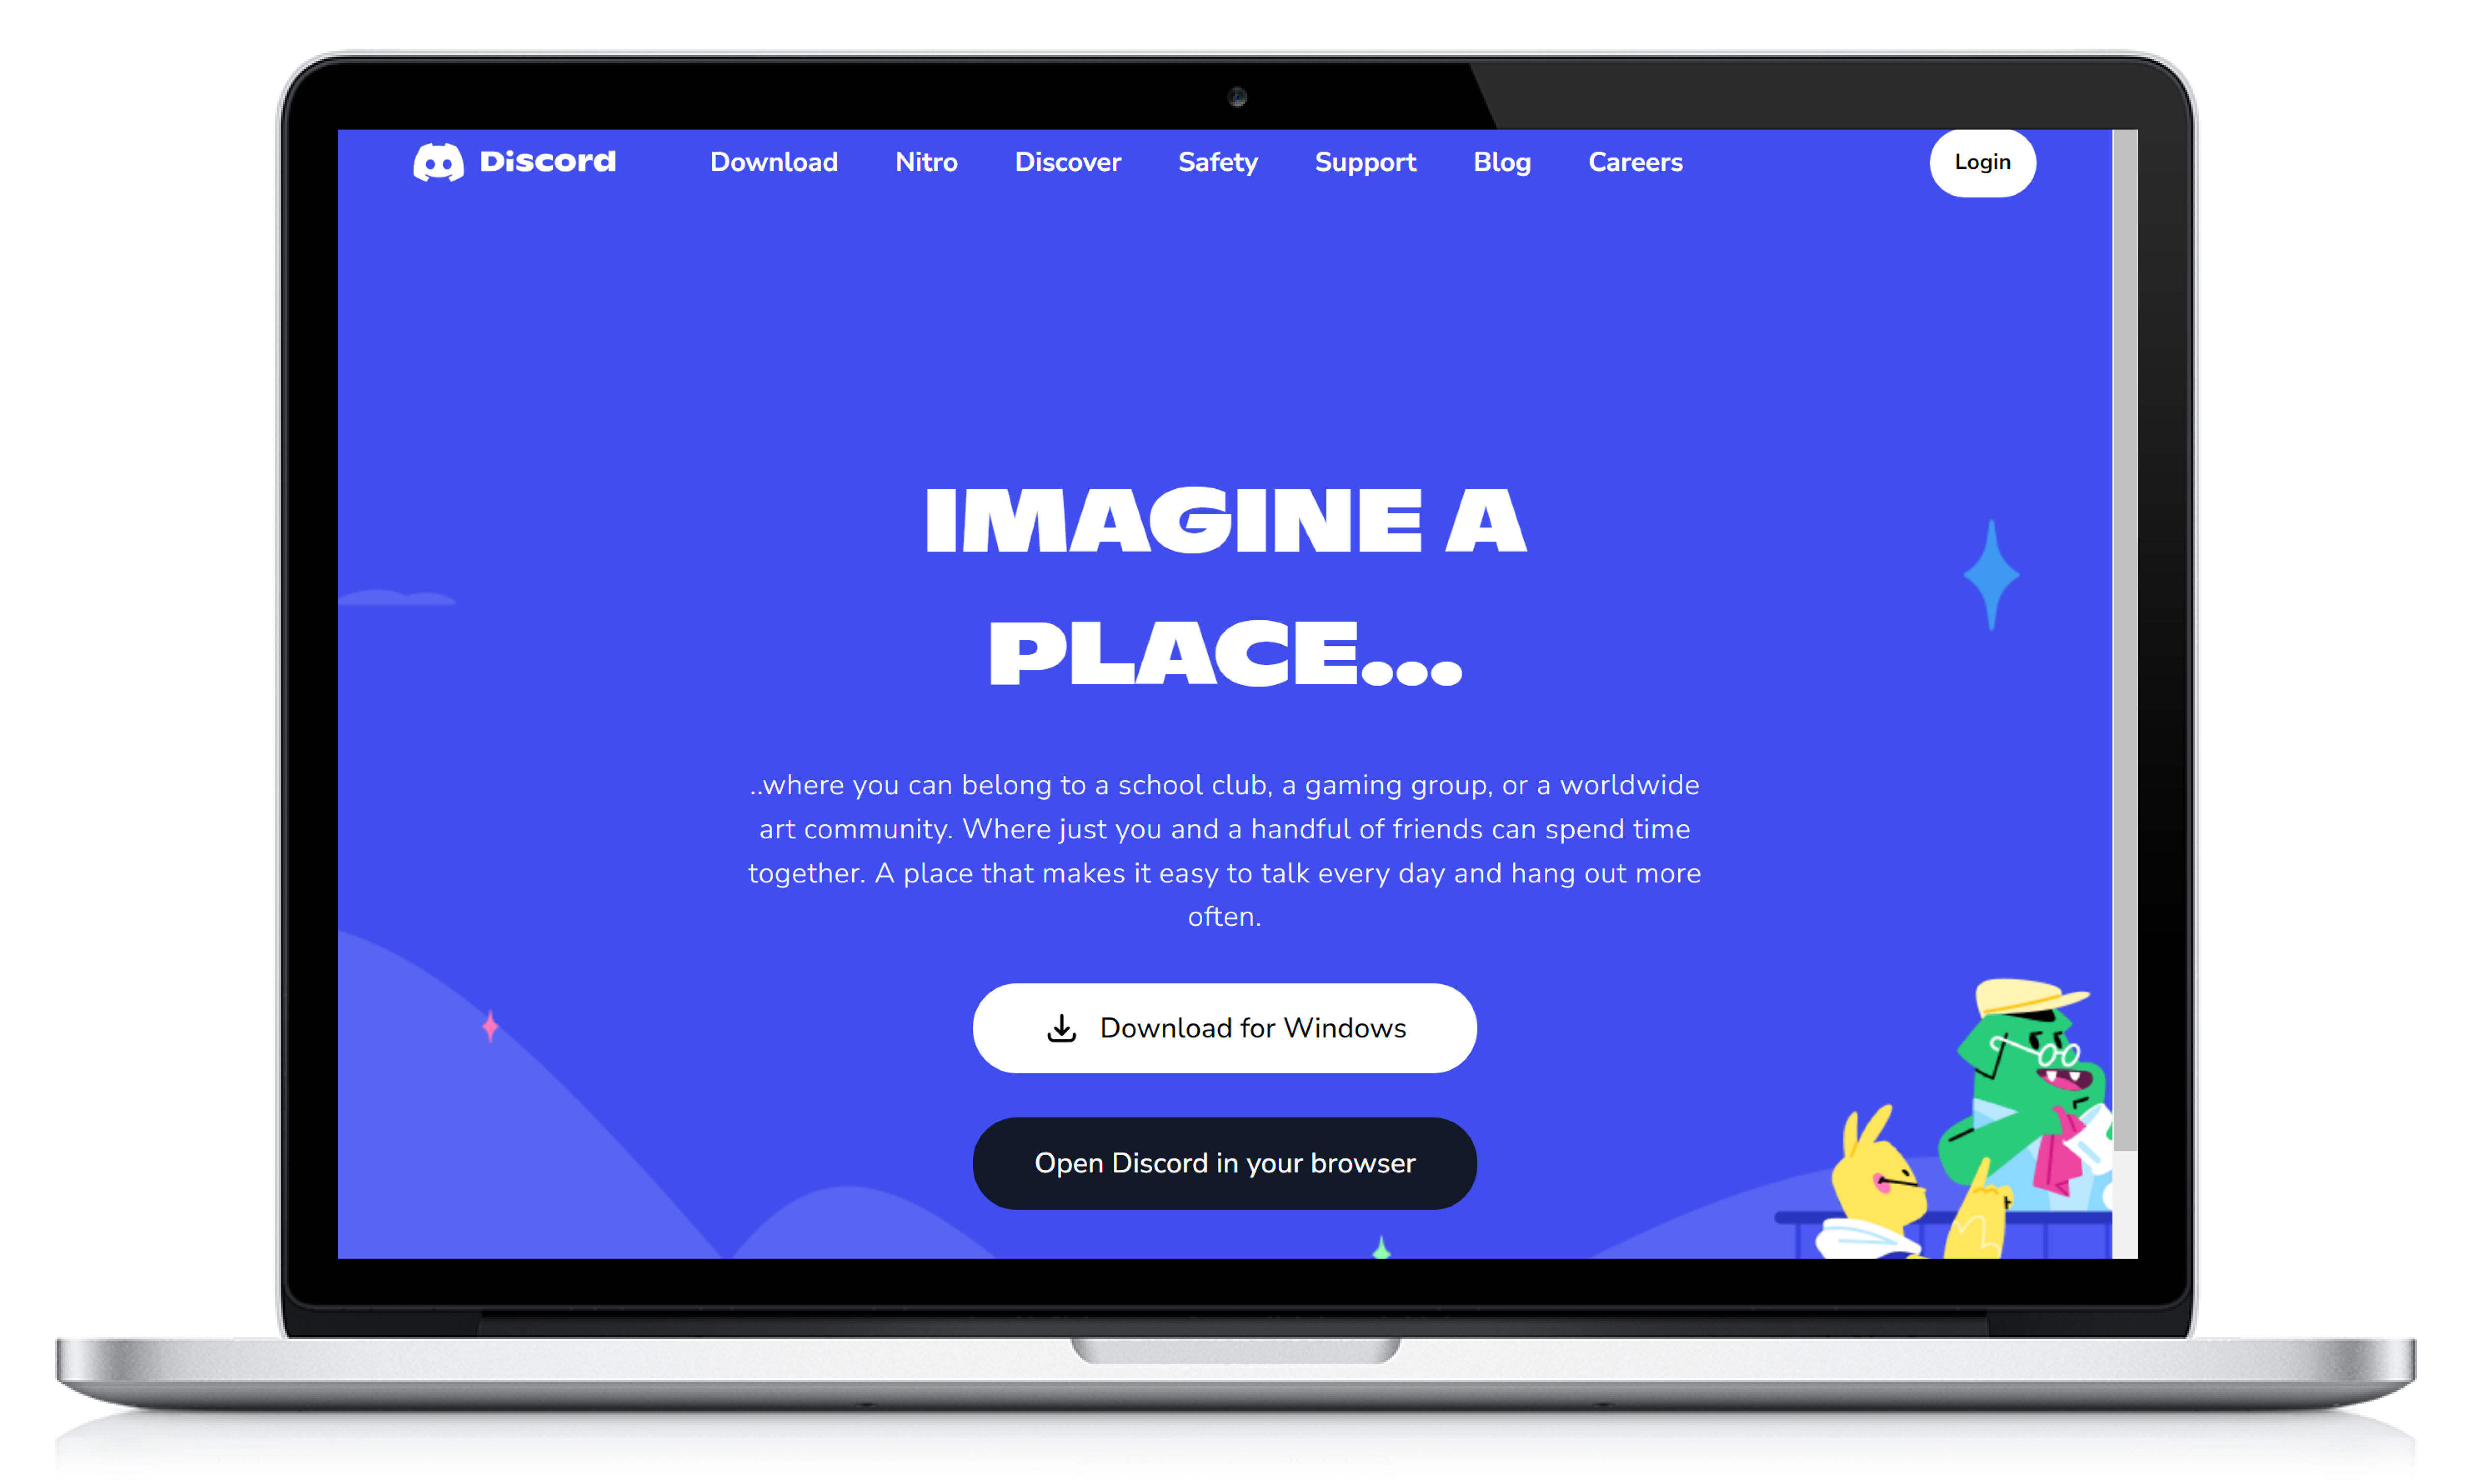 Discord Download Nitro Discover Safety Support Blog Careers Login
IMAGINE A
PLACE...
..where you can belong to a school club, a gaming group, or a worldwide
art community. Where just you and a handful of friends can spend time
together. A place that makes it easy to talk every day and hang out more
often.
Download for Windows
Open Discord in your browser